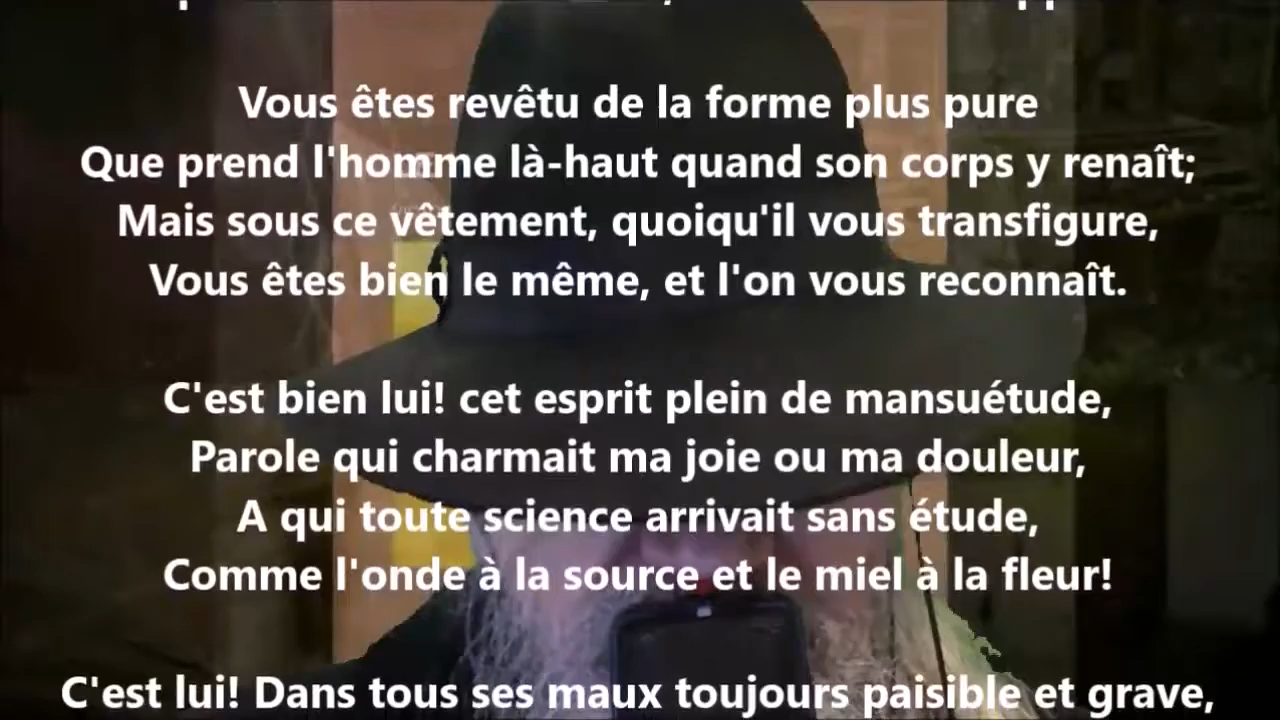 Vous êtes revêtu de la forme plus pure
Que prend l'homme là-haut quand son corps y renaît;
Mais sous ce vêtement, quoiqu'il vous transfigure,
Vous êtes bien le même, et l'on vous reconnaît.
C'est bien lui! cet esprit plein de mansuétude,
Parole qui charmait ma joie ou ma douleur,
A qui toute science arrivait sans étude,
Comme l'onde à la source et le miel à la fleur!
C'est lui! Dans tous ses maux toujours paisible et grave,